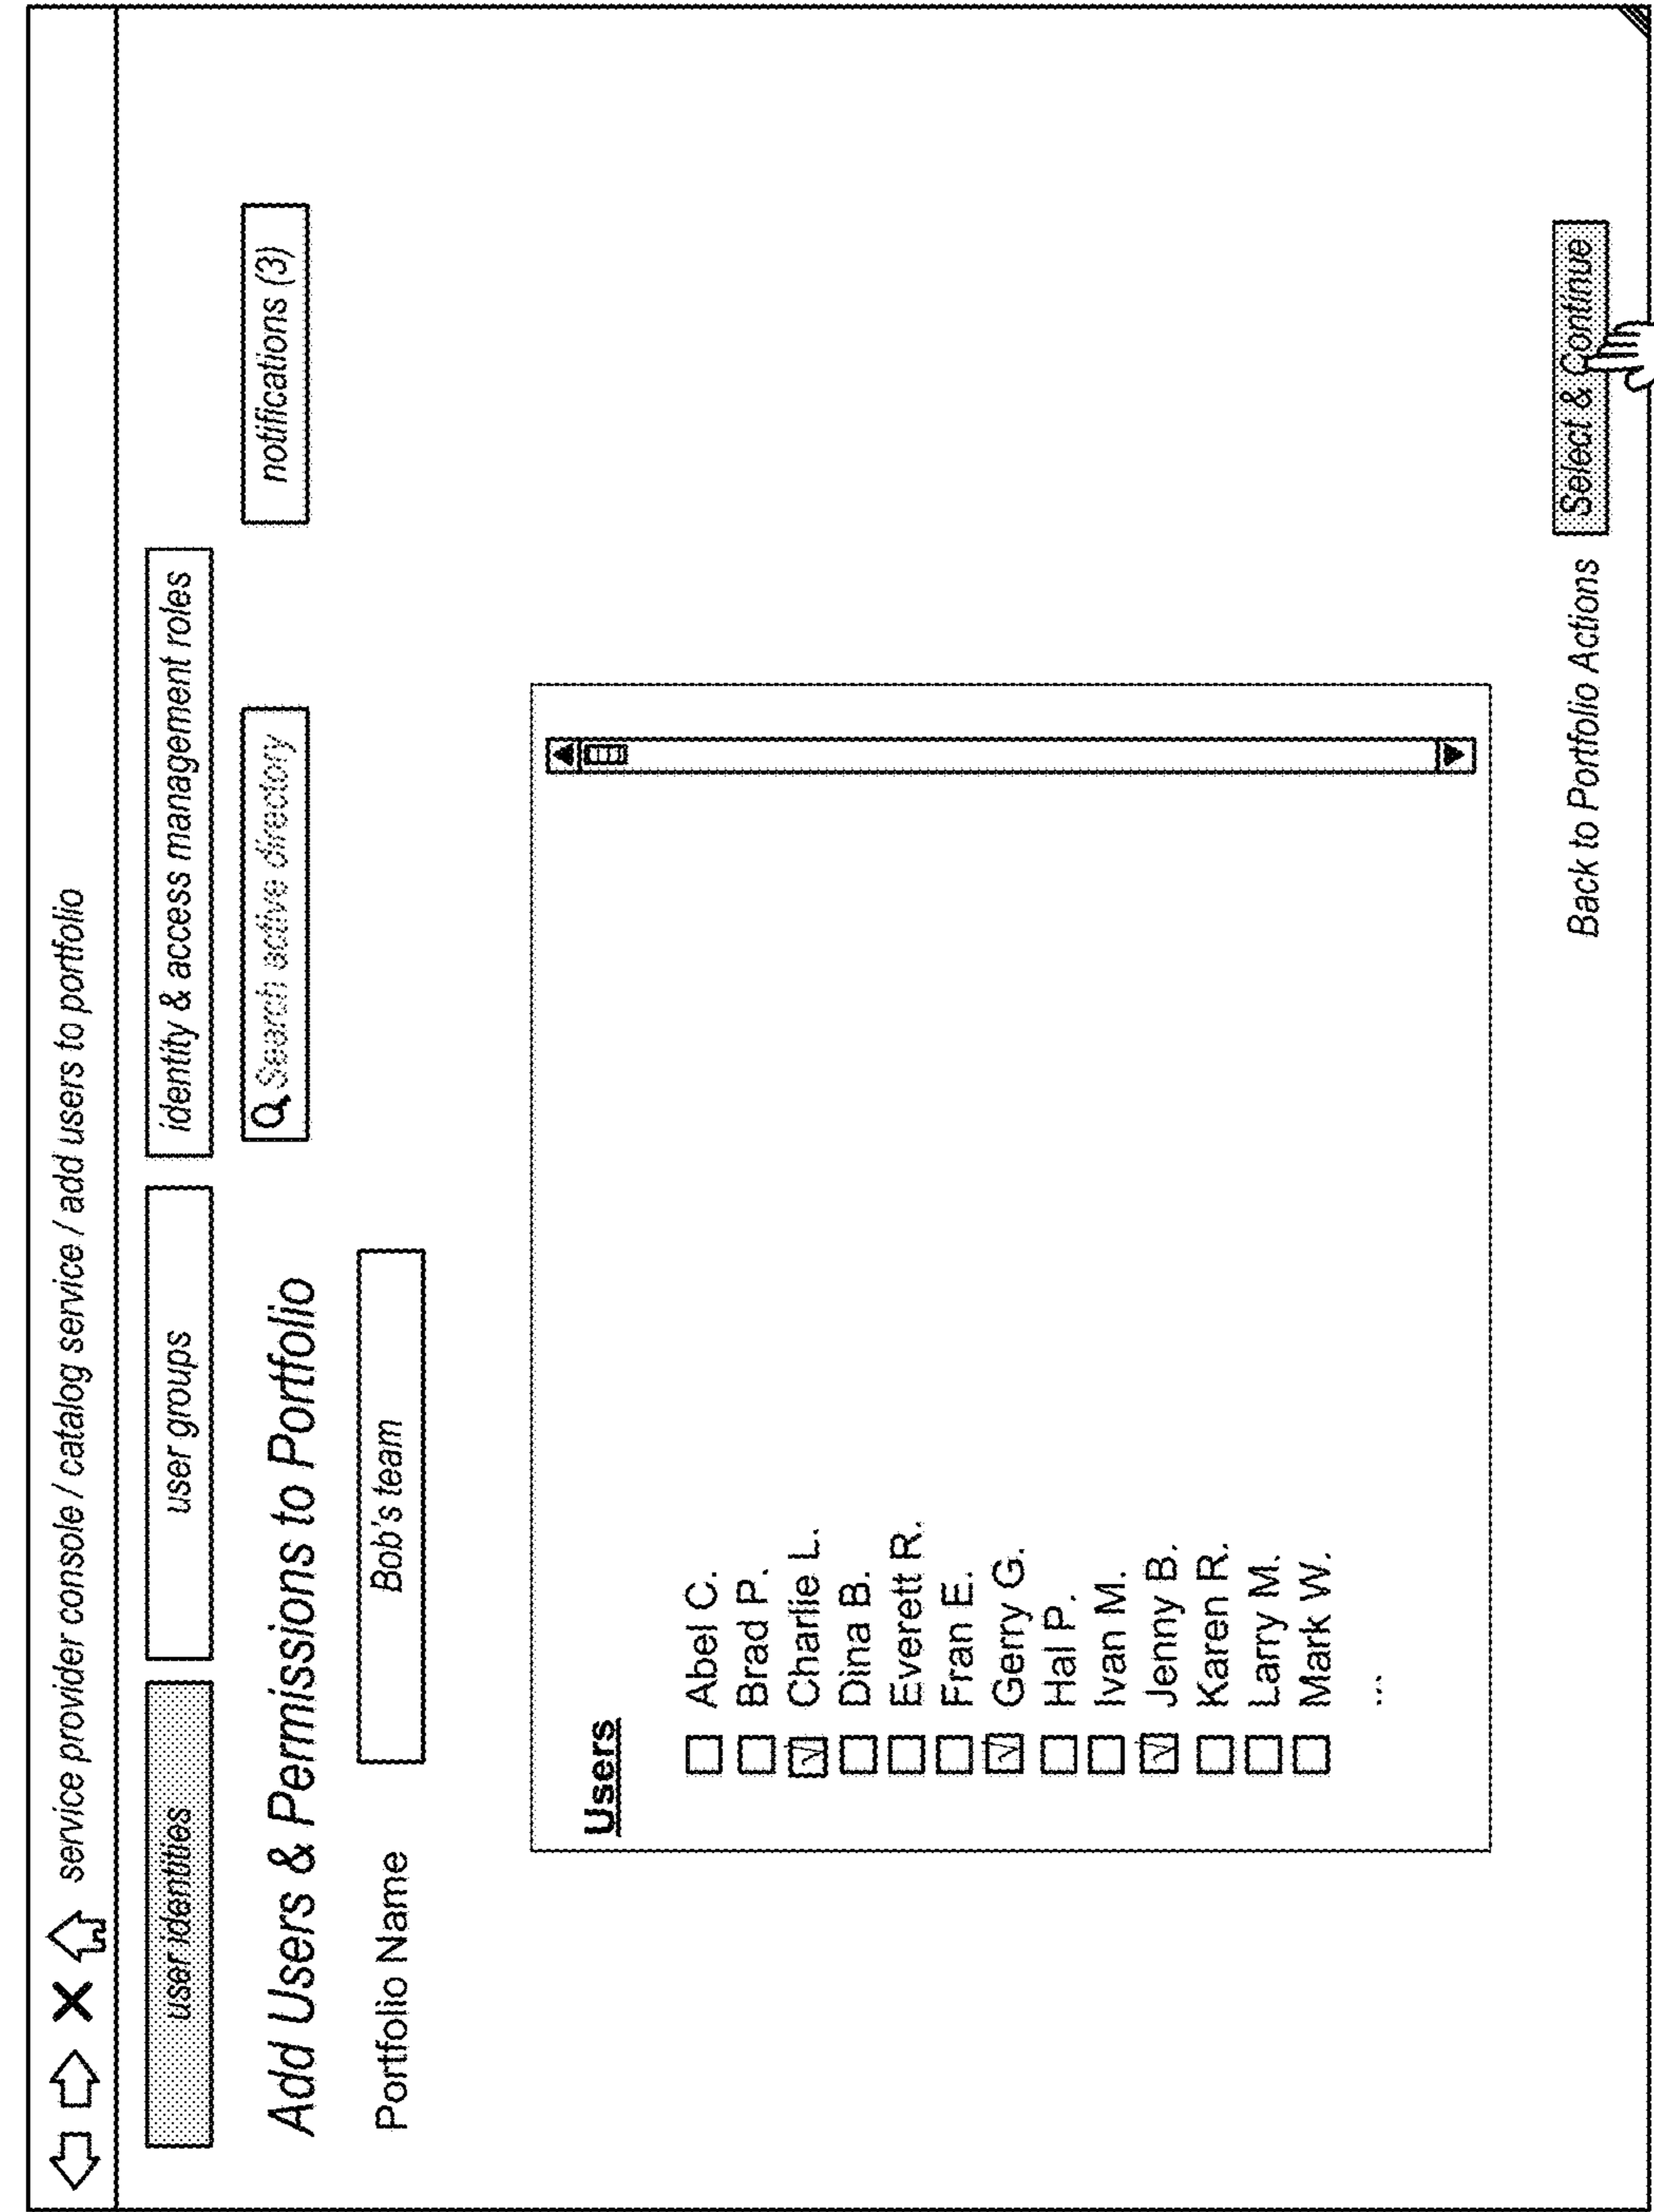 service provider console / catalog service / add users to portfolio
user identities
user groups
identity & access management roles
Add Users & Permissions to Portfolio
Search active directory
notifications (3)
Portfolio Name
Bob's team
Users
Abel C.
Brad P.
Charlie L.
Dina B.
Everett R.
Fran E.
Gerry G.
Hal P.
Ivan M.
Jenny B.
Karen R.
Larry M.
Mark W.
...
Back to Portfolio Actions
Select & Continue